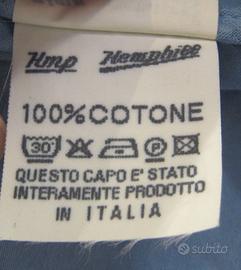 Hmp Hemphill
100% COTONE
30°
P
QUESTO CAPO E' STATO
INTERAMENTE PRODOTTO
IN ITALIA
subito